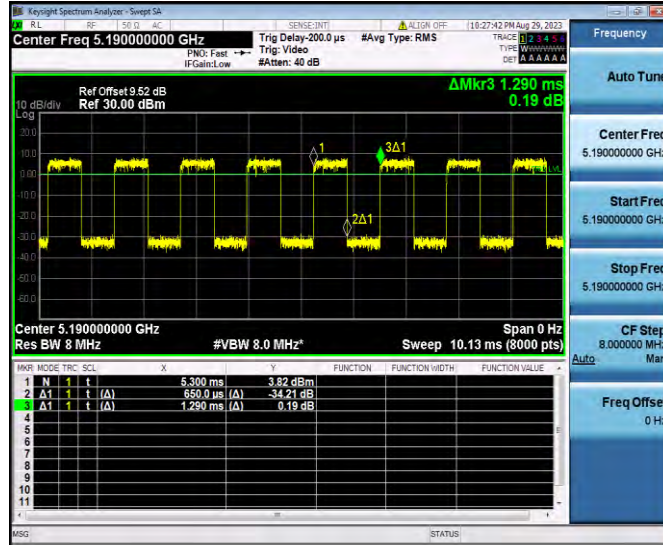 Keysight Spectrum Analyzer - Swept SA
RL RF 50 Ω AC SENSE:INT ALIGN OFF 10:27:42 PM Aug 29, 2023
Center Freq 5.190000000 GHz
PNO: Fast
IFGain:Low
Trig Delay-200.0 µs
Trig: Video
#Atten: 40 dB
#Avg Type: RMS
TRACE 1 2 3 4 5 6
TYPE W
DET A A A A A A
Ref Offset 9.52 dB
Ref 30.00 dBm
10 dB/div
Log
ΔMkr3 1.290 ms
0.19 dB
20.0
10.0
0.00
-10.0
-20.0
-30.0
-40.0
-50.0
-60.0
1
3Δ1
2Δ1
Center 5.190000000 GHz
Span 0 Hz
Res BW 8 MHz
#VBW 8.0 MHz*
Sweep 10.13 ms (8000 pts)
MKR MODE TRC SCL X Y FUNCTION FUNCTION WIDTH FUNCTION VALUE
1 N 1 t 5.300 ms 3.82 dBm
2 Δ1 1 t (Δ) 650.0 µs (Δ) -34.21 dB
3 Δ1 1 t (Δ) 1.290 ms (Δ) 0.19 dB
4
5
6
7
8
9
10
11
MSG
STATUS
Frequency
Auto Tun
Center Fre
5.190000000 GH
Start Fre
5.190000000 GH
Stop Fre
5.190000000 GH
CF Ste
8.000000 MH
Auto Ma
Freq Offse
0 H